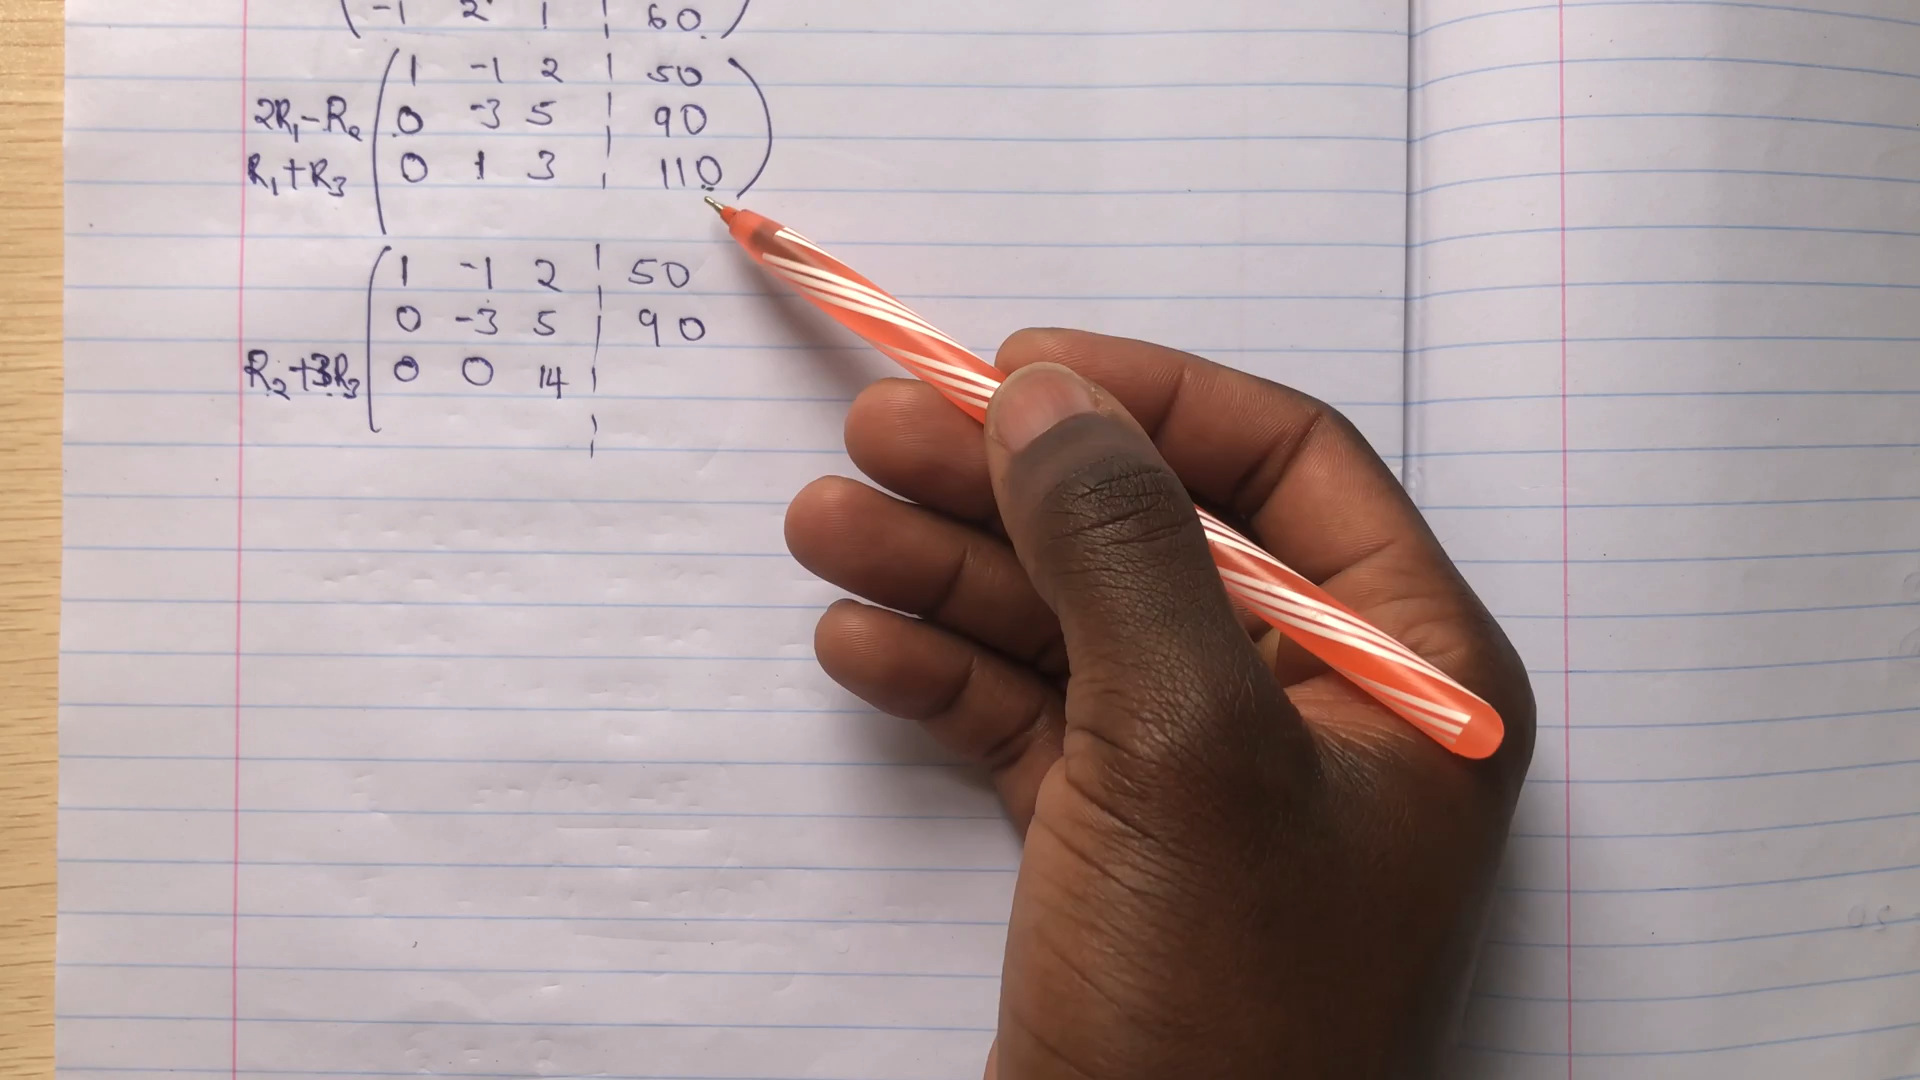 (-1 2 1 ¦ 60)
(1 -1 2 ¦ 50
2R₁-R₂ 0 -3 5 ¦ 90
R₁+R₃ 0 1 3 ¦ 110)
(1 -1 2 ¦ 50
0 -3 5 ¦ 90
R₂+3R₃ 0 0 14 ¦